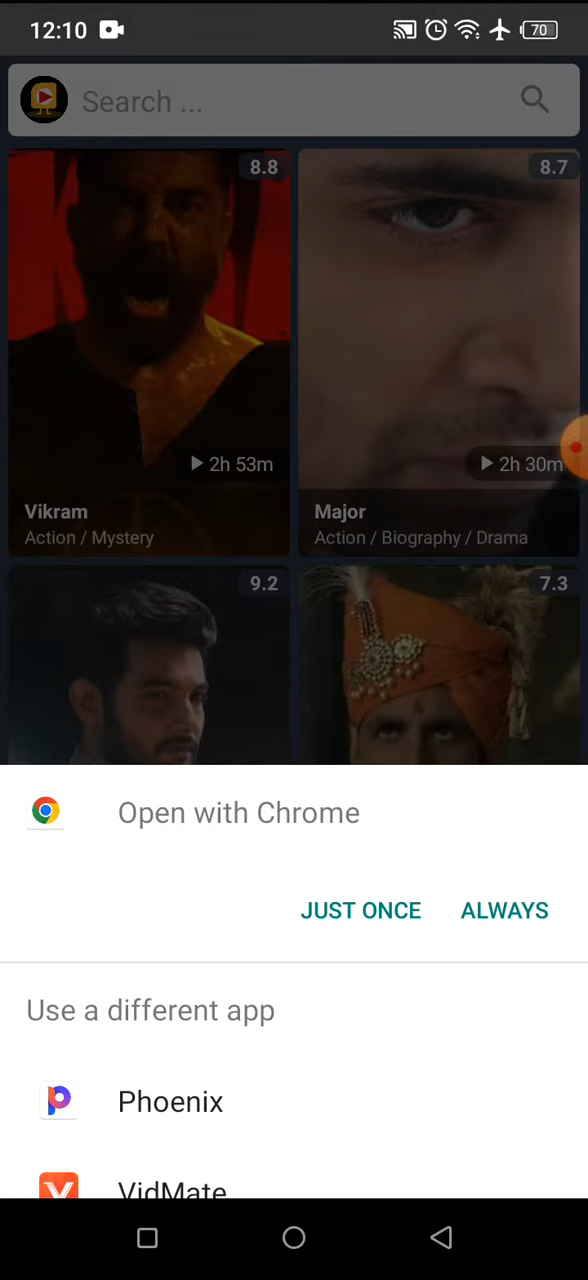 12:10
70
Search ...
8.8
8.7
2h 53m
2h 30m
Vikram
Major
Action / Mystery
Action / Biography / Drama
9.2
7.3
Open with Chrome
JUST ONCE
ALWAYS
Use a different app
Phoenix
VidMate